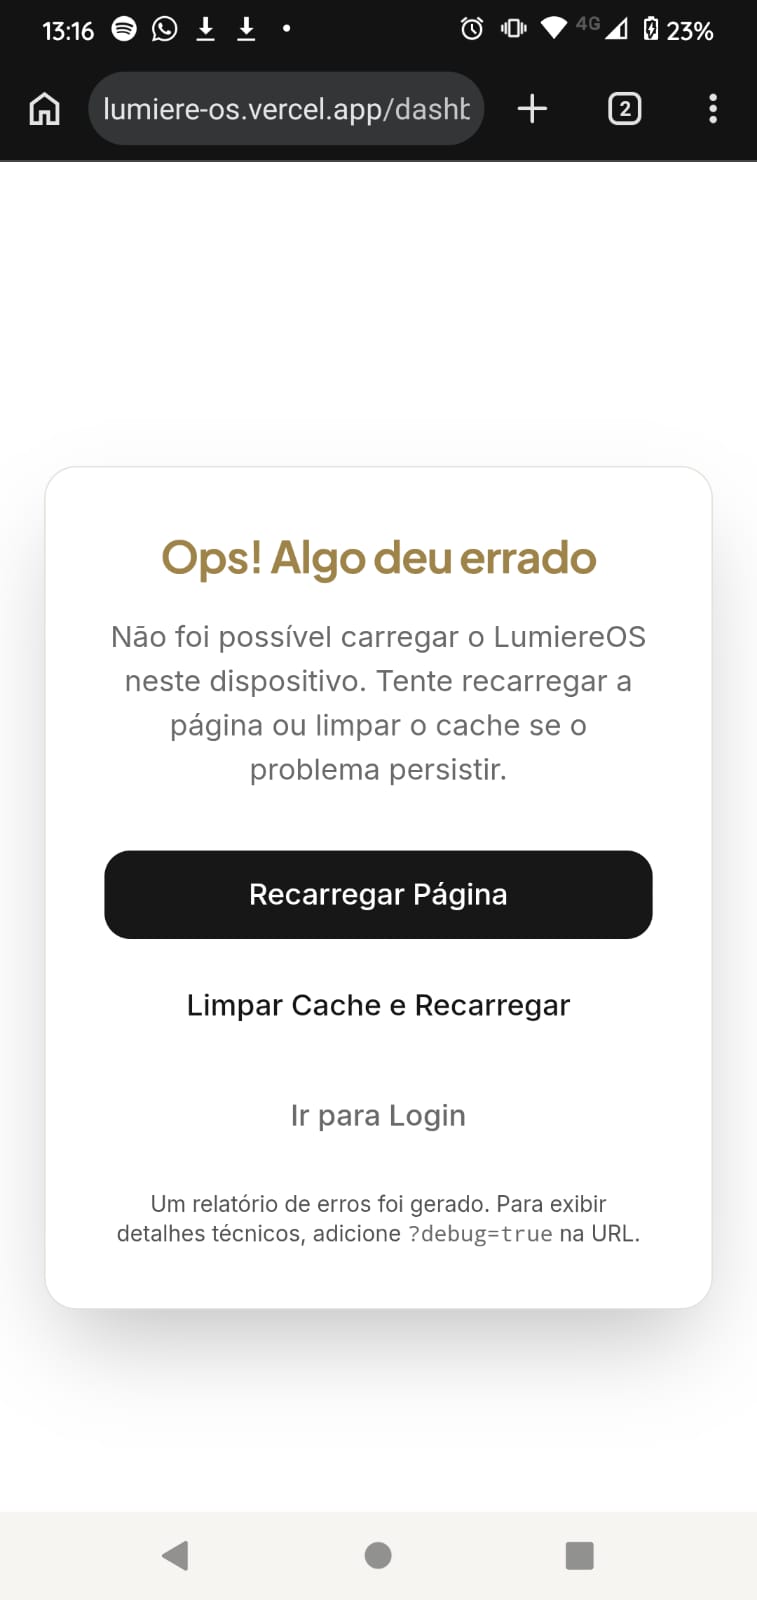 13:16
4G
23%
lumiere-os.vercel.app/dashb
2
Ops! Algo deu errado
Não foi possível carregar o LumiereOS
neste dispositivo. Tente recarregar a
página ou limpar o cache se o
problema persistir.
Recarregar Página
Limpar Cache e Recarregar
Ir para Login
Um relatório de erros foi gerado. Para exibir
detalhes técnicos, adicione ?debug=true na URL.